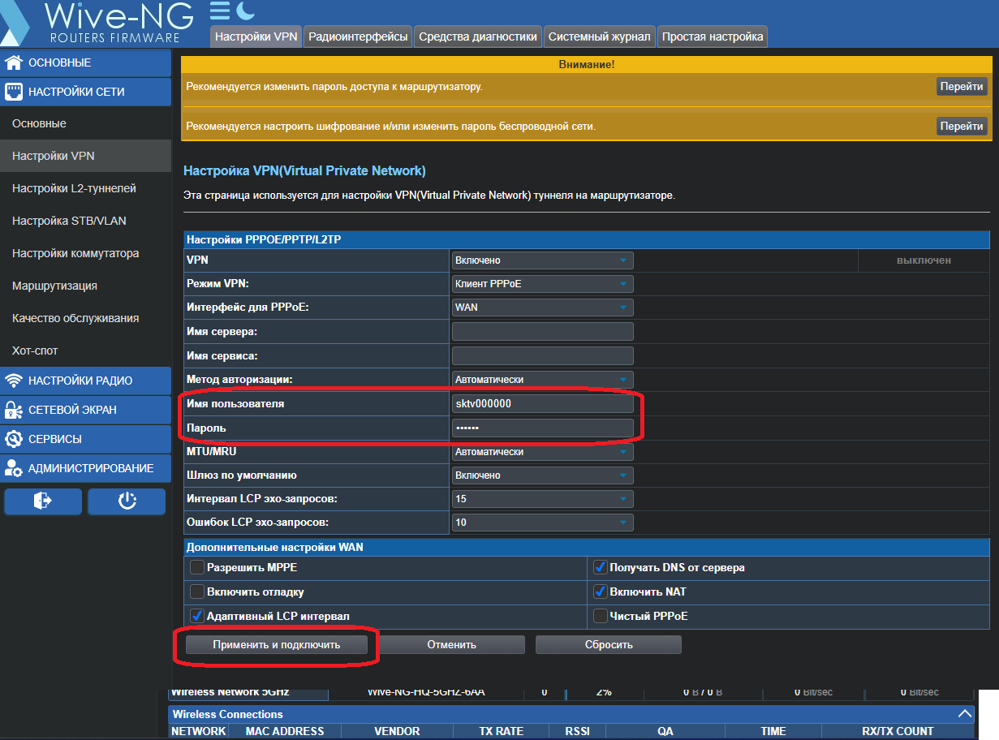 Wive-NG
ROUTERS FIRMWARE
Настройки VPN Радиоинтерфейсы Средства диагностики Системный журнал Простая настройка
ОСНОВНЫЕ
НАСТРОЙКИ СЕТИ
Основные
Настройки VPN
Настройки L2-туннелей
Настройка STB/VLAN
Настройки коммутатора
Маршрутизация
Качество обслуживания
Хот-спот
НАСТРОЙКИ РАДИО
СЕТЕВОЙ ЭКРАН
СЕРВИСЫ
АДМИНИСТРИРОВАНИЕ
Внимание!
Рекомендуется изменить пароль доступа к маршрутизатору. Перейти
Рекомендуется настроить шифрование и/или изменить пароль беспроводной сети. Перейти
Настройка VPN(Virtual Private Network)
Эта страница используется для настройки VPN(Virtual Private Network) туннеля на маршрутизаторе.
Настройки PPPOE/PPTP/L2TP
VPN Включено выключен
Режим VPN: Клиент PPPoE
Интерфейс для PPPoE: WAN
Имя сервера:
Имя сервиса:
Метод авторизации: Автоматически
Имя пользователя sktv000000
Пароль ••••••
MTU/MRU Автоматически
Шлюз по умолчанию Включено
Интервал LCP эхо-запросов: 15
Ошибок LCP эхо-запросов: 10
Дополнительные настройки WAN
Разрешить MPPE Получать DNS от сервера
Включить отладку Включить NAT
Адаптивный LCP интервал Чистый PPPoE
Применить и подключить Отменить Сбросить
Wireless Network 5GHz Wive-NG-HQ-5GHZ-6AA 0 2% 0 B / 0 B 0 Bit/sec 0 Bit/sec
Wireless Connections
NETWORK MAC ADDRESS VENDOR TX RATE RSSI QA TIME RX/TX COUNT